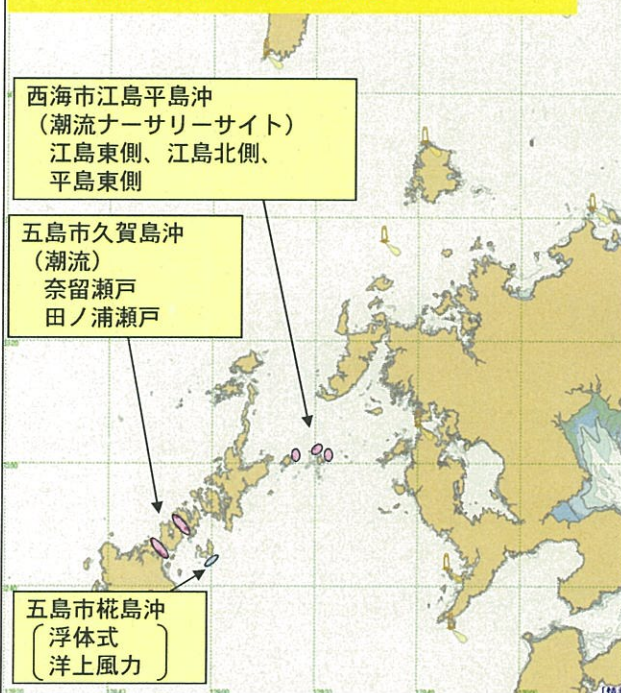 西海市江島平島沖
（潮流ナーサリーサイト）
江島東側、江島北側、
平島東側
五島市久賀島沖
（潮流）
奈留瀬戸
田ノ浦瀬戸
五島市椛島沖
浮体式
洋上風力